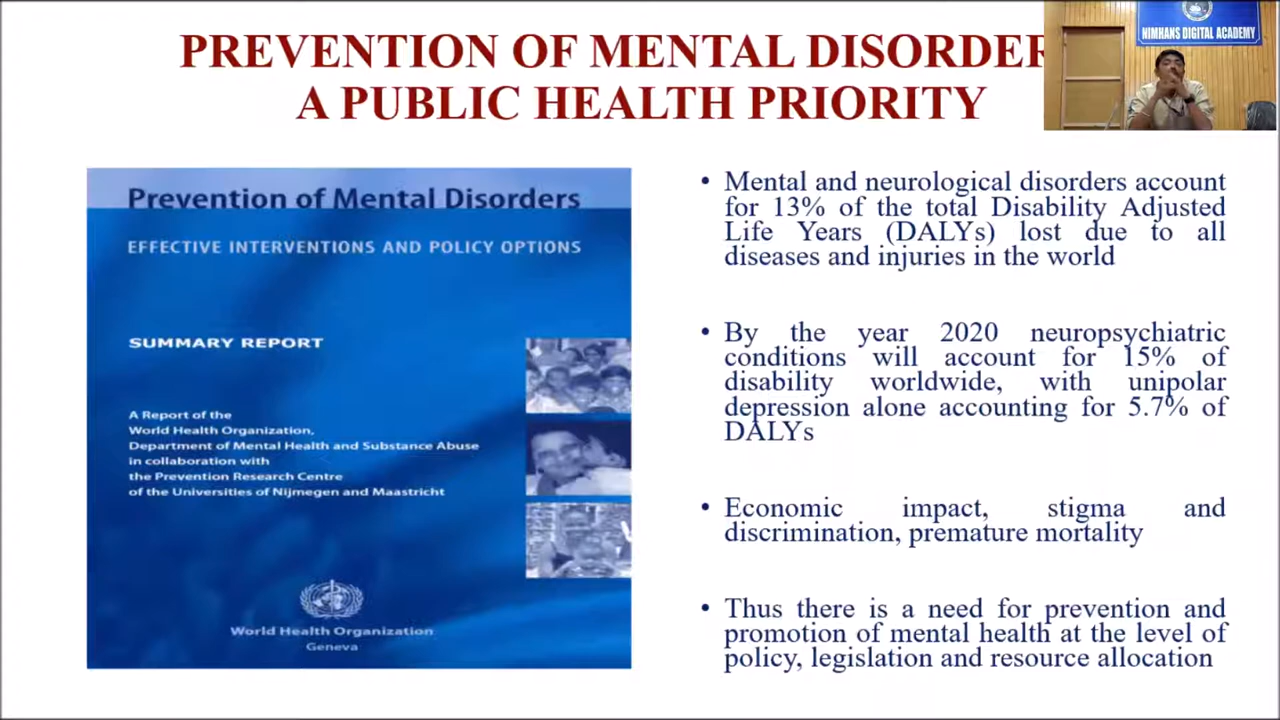 PREVENTION OF MENTAL DISORDER
A PUBLIC HEALTH PRIORITY
NIMHANS DIGITAL ACADEMY
Prevention of Mental Disorders
EFFECTIVE INTERVENTIONS AND POLICY OPTIONS
SUMMARY REPORT
A Report of the
World Health Organization,
Department of Mental Health and Substance Abuse
in collaboration with
the Prevention Research Centre
of the Universities of Nijmegen and Maastricht
World Health Organization
Geneva
• Mental and neurological disorders account
for 13% of the total Disability Adjusted
Life Years (DALYs) lost due to all
diseases and injuries in the world
• By the year 2020 neuropsychiatric
conditions will account for 15% of
disability worldwide, with unipolar
depression alone accounting for 5.7% of
DALYs
• Economic impact, stigma and
discrimination, premature mortality
• Thus there is a need for prevention and
promotion of mental health at the level of
policy, legislation and resource allocation